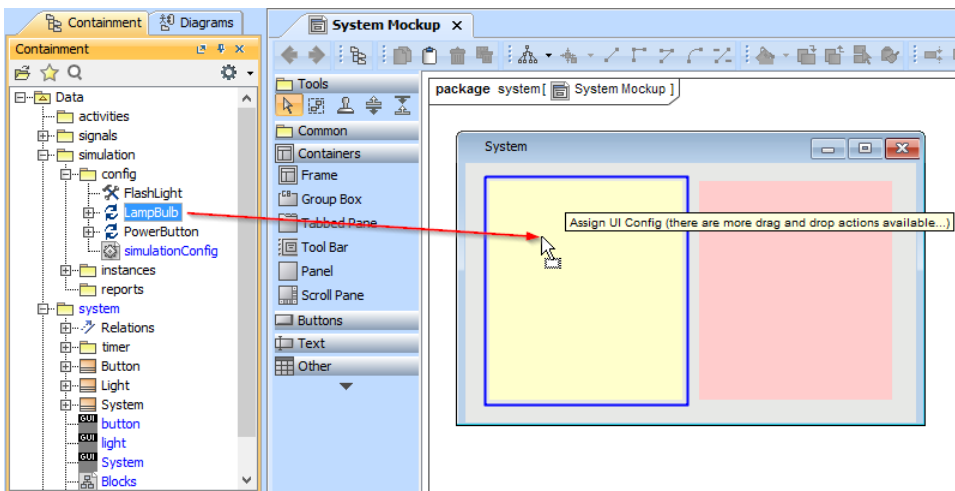 Containment
Diagrams
Containment
Data
activities
signals
simulation
config
FlashLight
LampBulb
PowerButton
simulationConfig
instances
reports
system
Relations
timer
Button
Light
System
GUI button
GUI light
GUI System
Blocks
System Mockup
Tools
Common
Containers
Frame
Group Box
Tabbed Pane
Tool Bar
Panel
Scroll Pane
Buttons
Text
Other
package system[ System Mockup ]
System
Assign UI Config (there are more drag and drop actions available...)